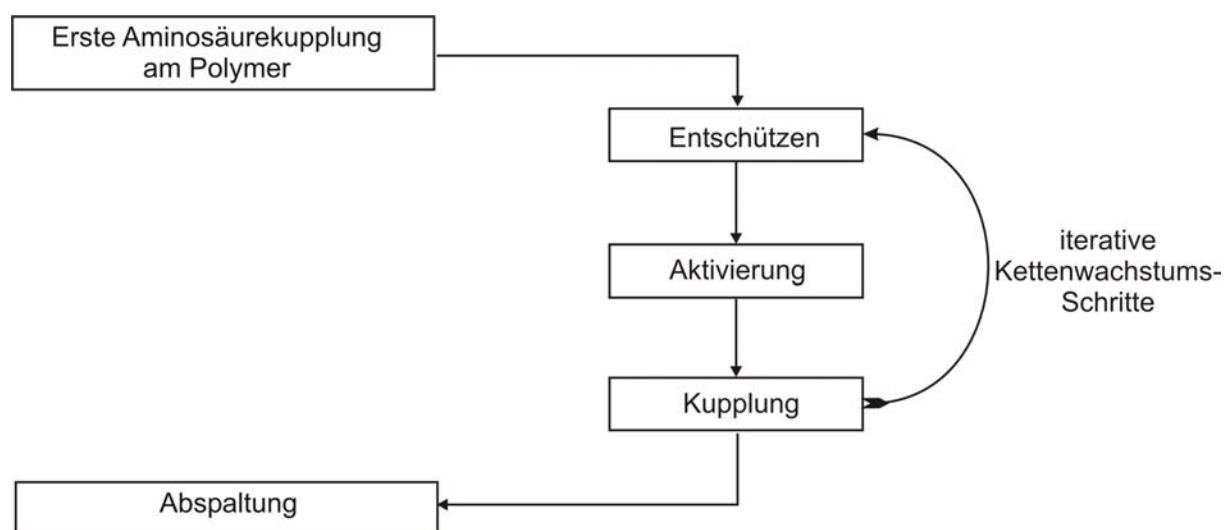 Erste Aminosäurekupplung
am Polymer
Entschützen
Aktivierung
iterative
Kettenwachstums-
Schritte
Kupplung
Abspaltung